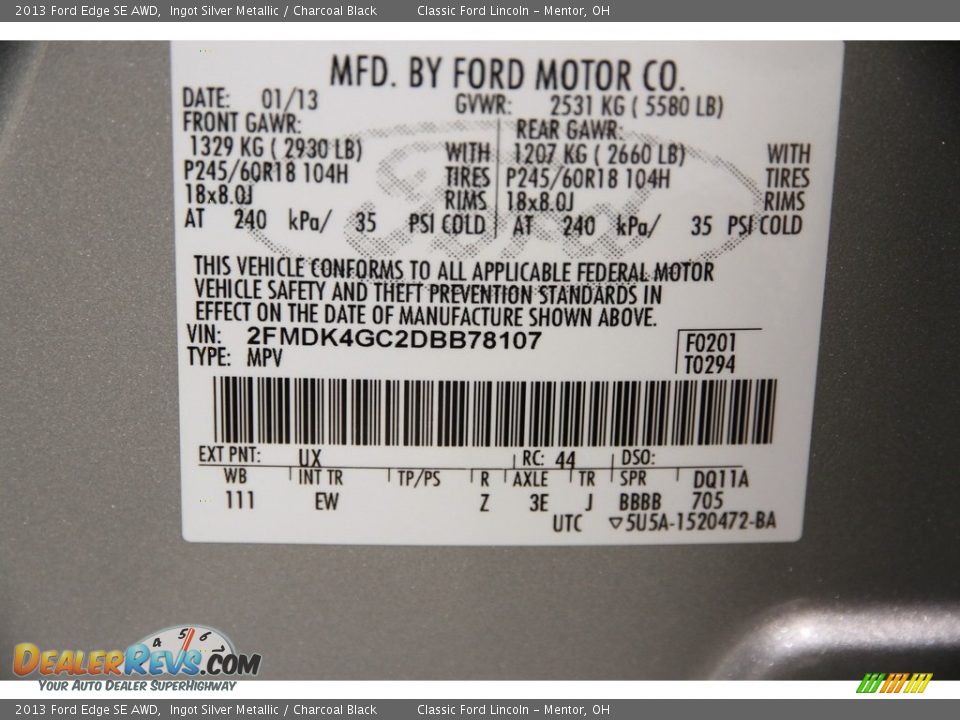 2013 Ford Edge SE AWD, Ingot Silver Metallic / Charcoal Black Classic Ford Lincoln - Mentor, OH
MFD. BY FORD MOTOR CO.
DATE: 01/13 GVWR: 2531 KG ( 5580 LB)
FRONT GAWR: REAR GAWR:
1329 KG ( 2930 LB) WITH 1207 KG ( 2660 LB) WITH
P245/60R18 104H TIRES P245/60R18 104H TIRES
18x8.0J RIMS 18x8.0J RIMS
AT 240 kPa/ 35 PSI COLD AT 240 kPa/ 35 PSI COLD
Ford
THIS VEHICLE CONFORMS TO ALL APPLICABLE FEDERAL MOTOR
VEHICLE SAFETY AND THEFT PREVENTION STANDARDS IN
EFFECT ON THE DATE OF MANUFACTURE SHOWN ABOVE.
VIN: 2FMDK4GC2DBB78107
TYPE: MPV
F0201
T0294
EXT PNT: UX RC: 44 DSO:
WB INT TR TP/PS R AXLE TR SPR DQ11A
111 EW Z 3E J BBBB 705
UTC ▽5U5A-1520472-BA
4 5 6
DEALERREVS.COM
YOUR AUTO DEALER SUPERHIGHWAY
2013 Ford Edge SE AWD, Ingot Silver Metallic / Charcoal Black Classic Ford Lincoln - Mentor, OH